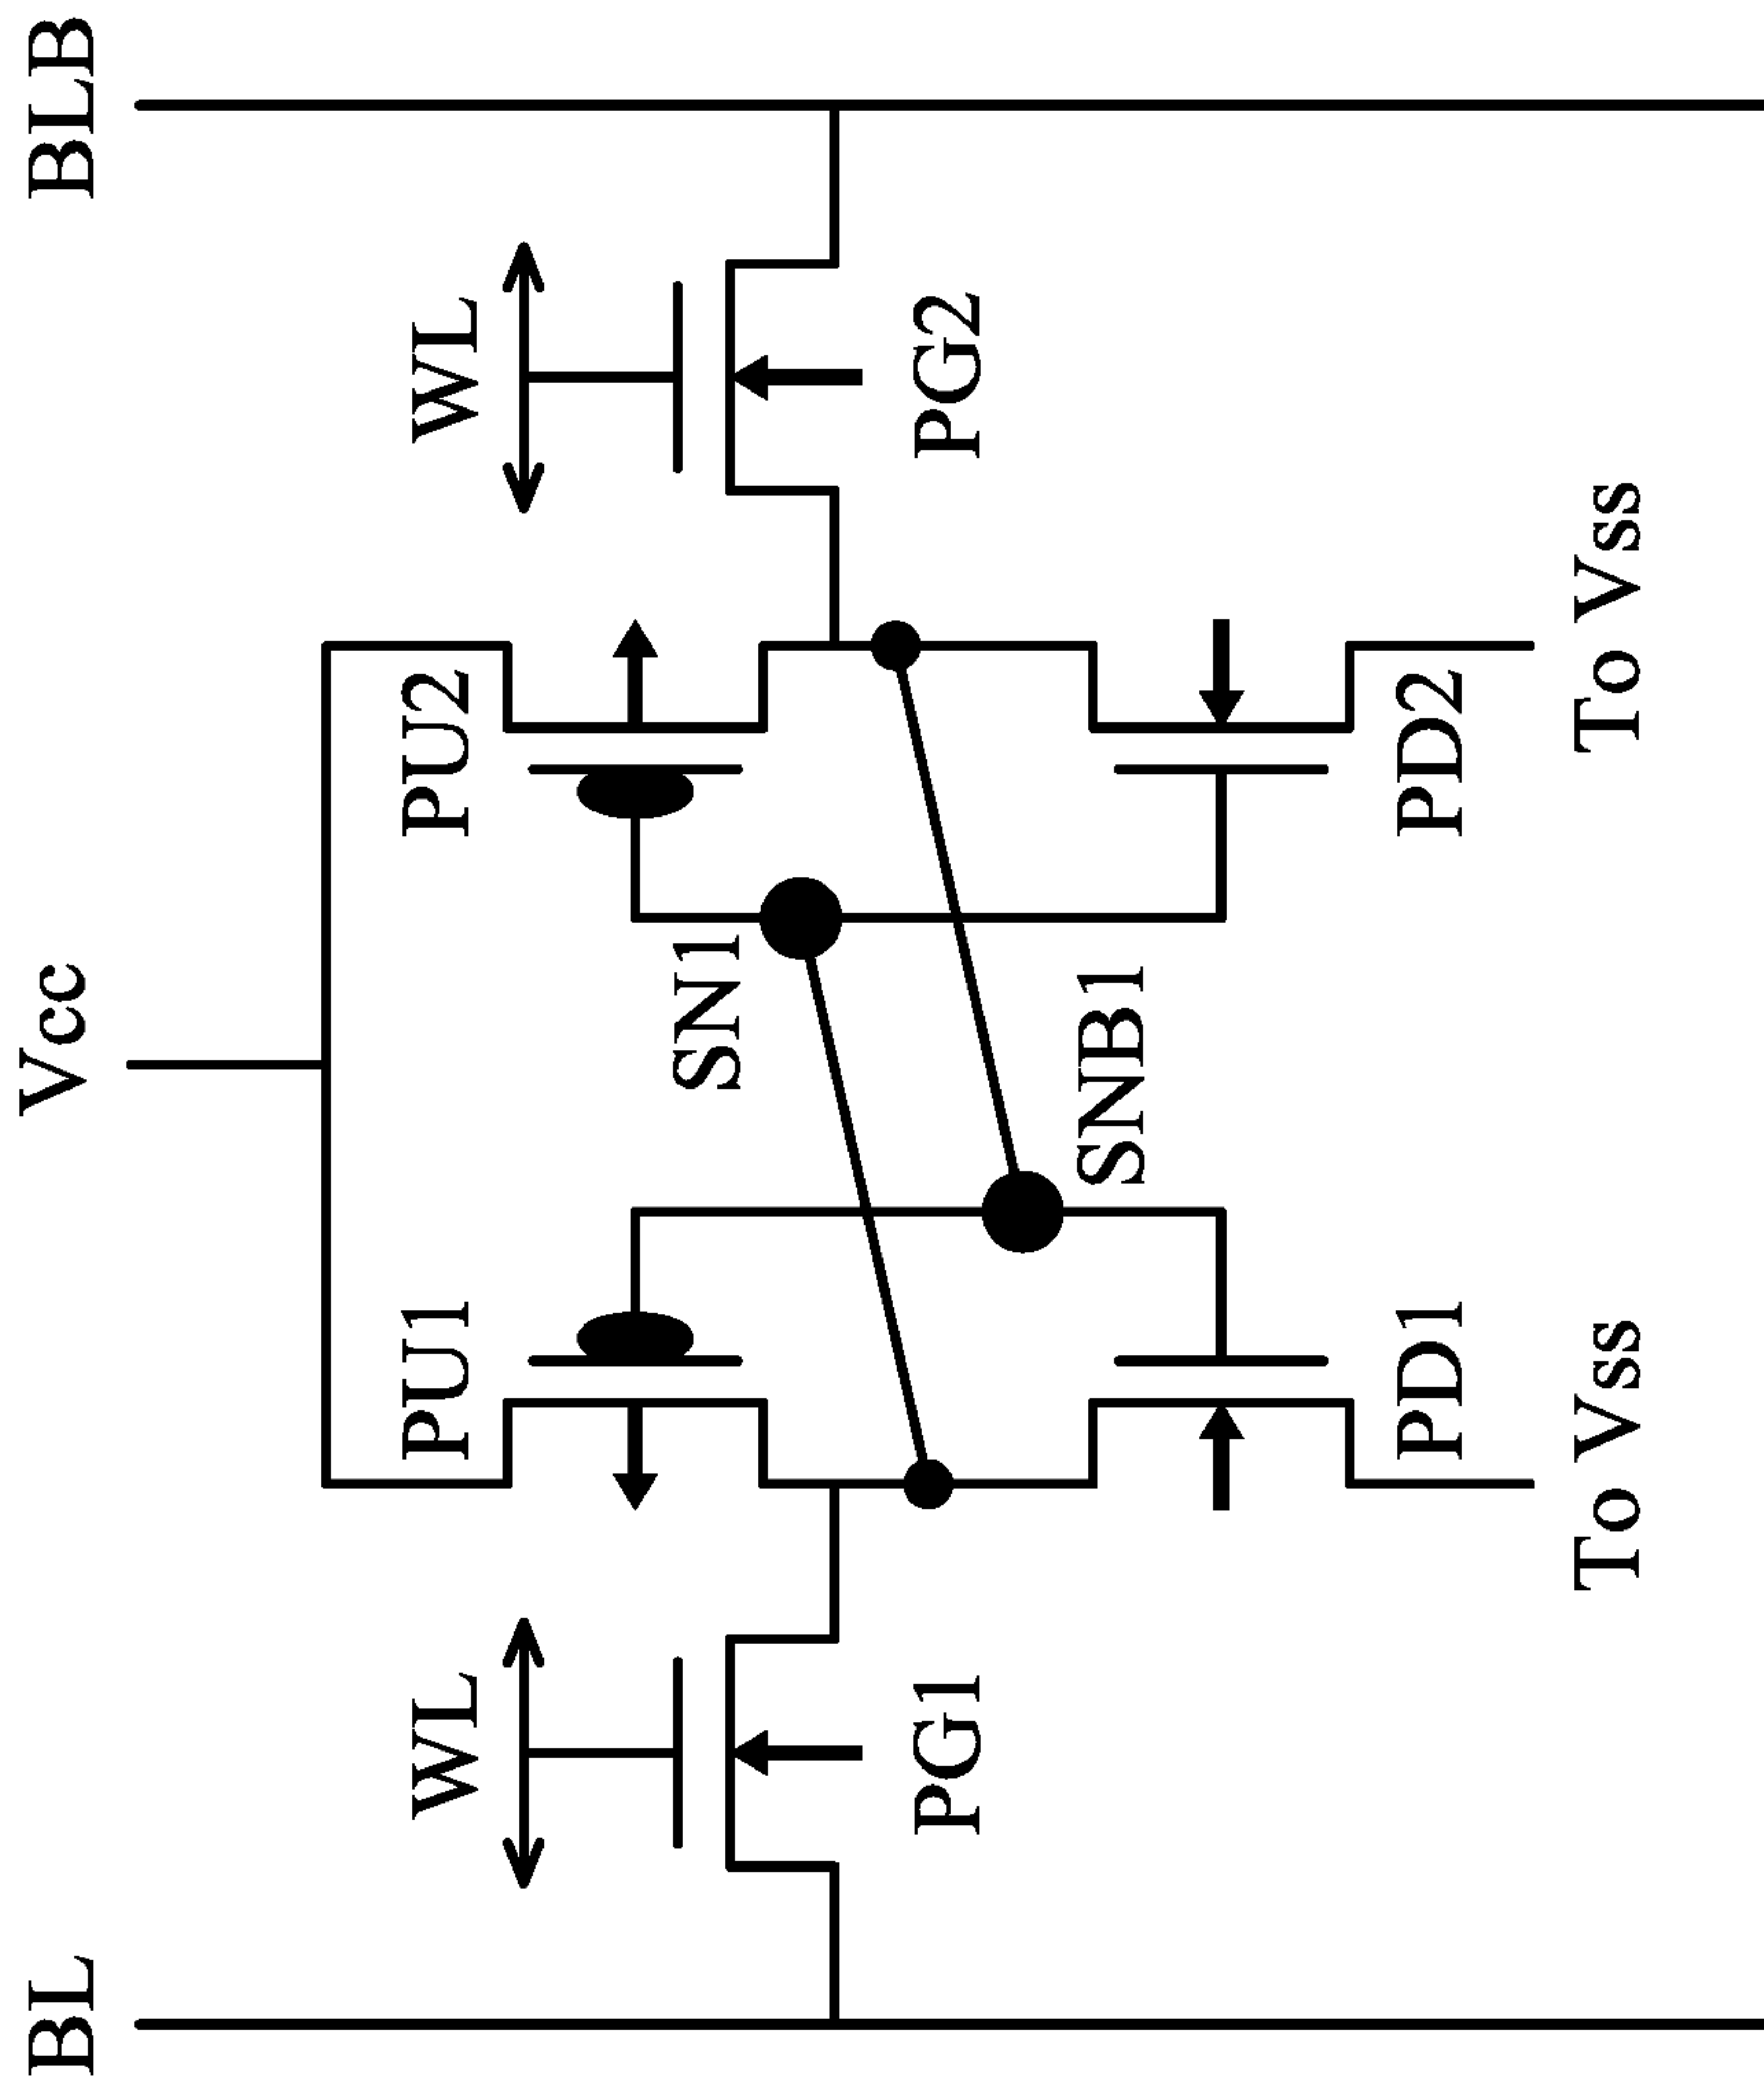 BL
Vcc
BLB
WL
PU1
PU2
WL
SN1
PG1
PG2
SNB1
PD1
PD2
To Vss
To Vss